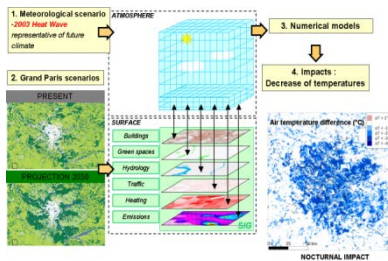 1. Meteorological scenario
-2003 Heat Wave
representative of future
climate
2. Grand Paris scenarios
PRESENT
PROJECTION 2030
ATMOSPHERE
SURFACE
Buildings
Green spaces
Hydrology
Traffic
Heating
Emissions
SIG
3. Numerical models
4. Impacts :
Decrease of temperatures
Air temperature difference (°C)
NOCTURNAL IMPACT